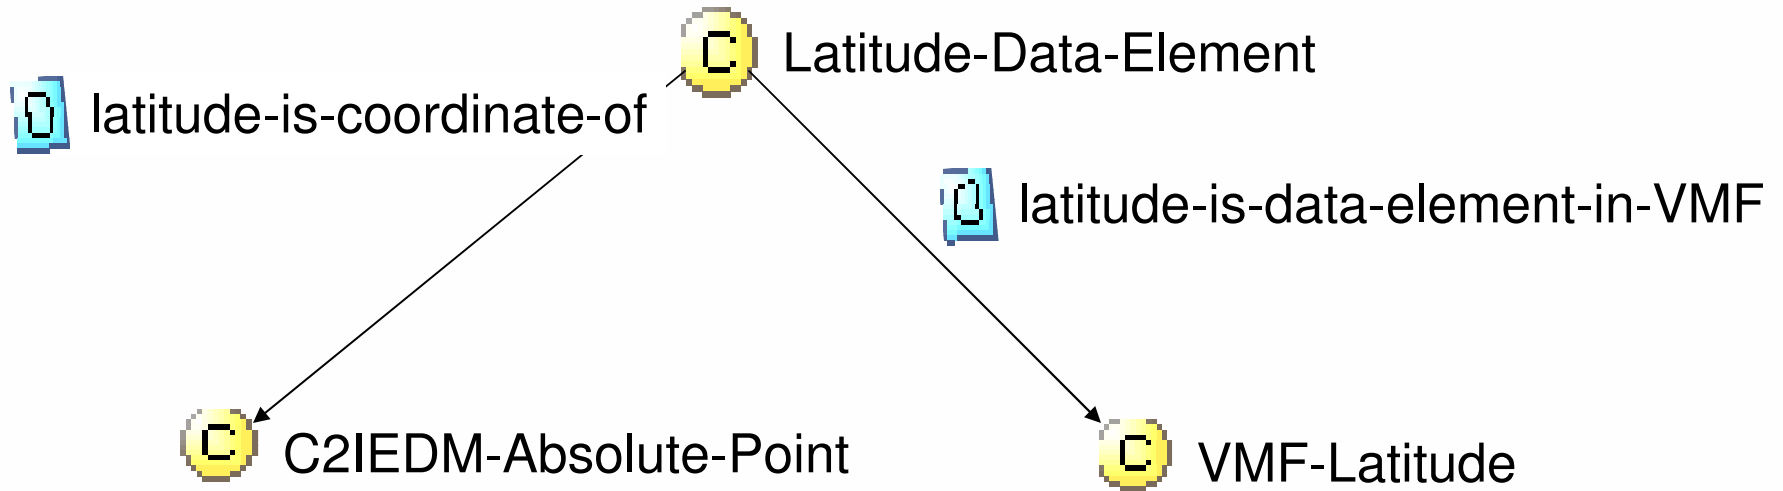 C Latitude-Data-Element
O latitude-is-coordinate-of
O latitude-is-data-element-in-VMF
C C2IEDM-Absolute-Point
C VMF-Latitude